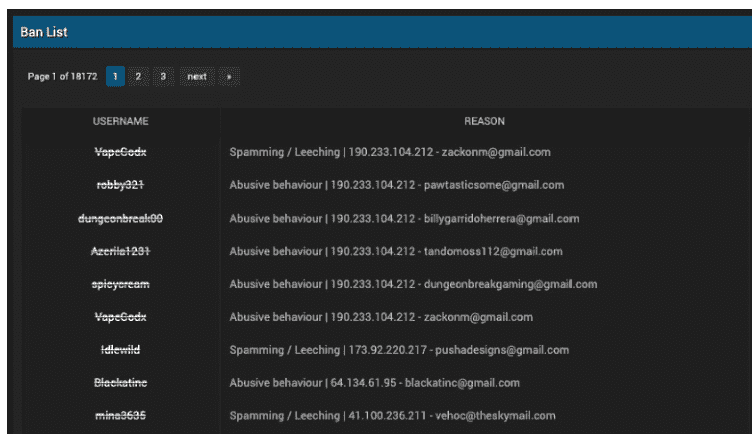 Ban List
Page 1 of 18172 1 2 3 next »
USERNAME REASON
VapeCodx Spamming / Leeching | 190.233.104.212 - zackonm@gmail.com
robby321 Abusive behaviour | 190.233.104.212 - pawtasticsome@gmail.com
dungeonbreak00 Abusive behaviour | 190.233.104.212 - billygarridoherrera@gmail.com
Azerila1231 Abusive behaviour | 190.233.104.212 - tandomoss112@gmail.com
spicycream Abusive behaviour | 190.233.104.212 - dungeonbreakgaming@gmail.com
VapeCodx Abusive behaviour | 190.233.104.212 - zackonm@gmail.com
Idlewild Spamming / Leeching | 173.92.220.217 - pushadesigns@gmail.com
Blackatinc Abusive behaviour | 64.134.61.95 - blackatinc@gmail.com
mina3635 Spamming / Leeching | 41.100.236.211 - vehoc@theskymail.com